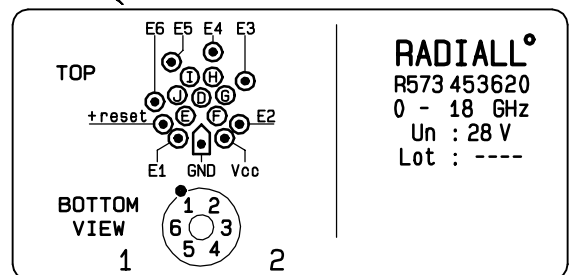 E6 E5 E4 E3
TOP
I H
J D G
E F
+reset E2
E1 GND Vcc
BOTTOM
VIEW
1 2
6 3
5 4
1 2
RADIALL°
R573 453620
0 - 18 GHz
Un : 28 V
Lot : ----